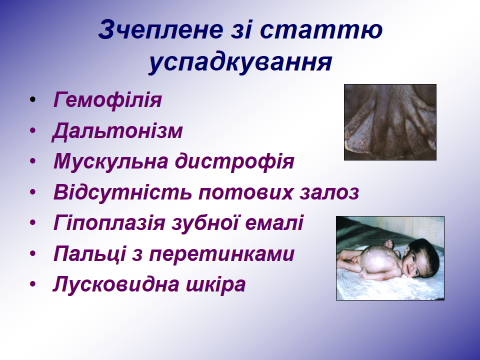 Зчеплене зі статтю
успадкування
• Гемофілія
• Дальтонізм
• Мускульна дистрофія
• Відсутність потових залоз
• Гіпоплазія зубної емалі
• Пальці з перетинками
• Лусковидна шкіра